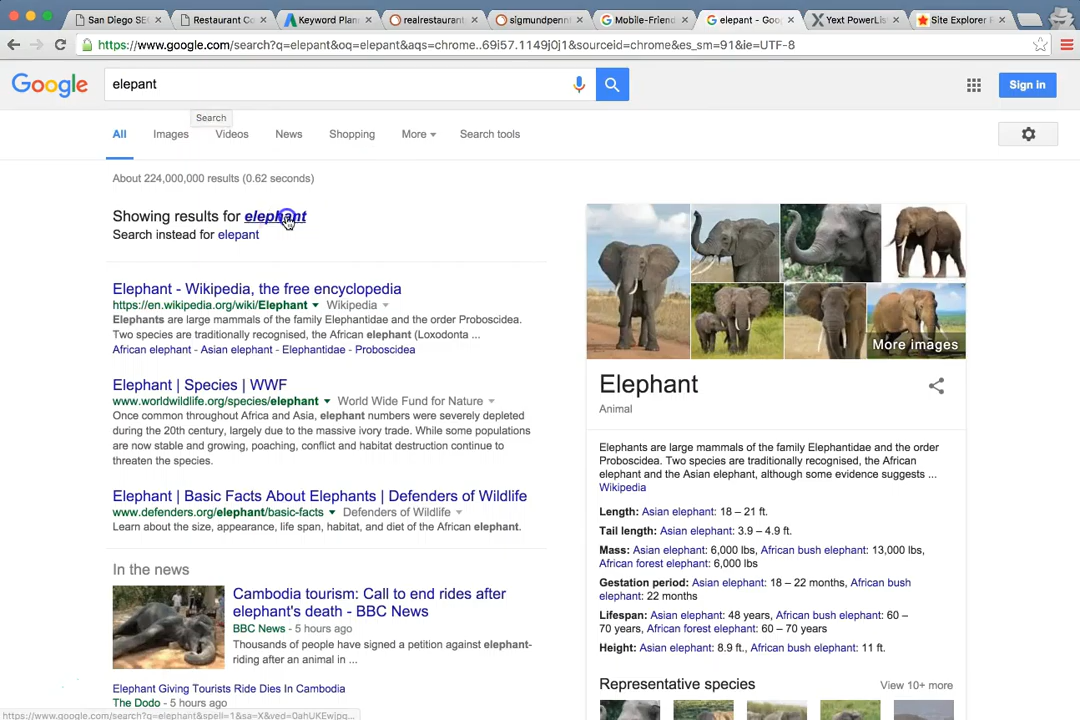 San Diego SE
Restaurant Co
Keyword Plan
realrestaurant
sigmundpenn
Mobile-Friend
elepant - Goo
Yext PowerLis
Site Explorer
https://www.google.com/search?q=elepant&oq=elepant&aqs=chrome..69i57.1149j0j1&sourceid=chrome&es_sm=91&ie=UTF-8
Google
elepant
Sign in
Search
All Images Videos News Shopping More Search tools
About 224,000,000 results (0.62 seconds)
Showing results for elephant
Search instead for elepant
Elephant - Wikipedia, the free encyclopedia
https://en.wikipedia.org/wiki/Elephant Wikipedia
Elephants are large mammals of the family Elephantidae and the order Proboscidea.
Two species are traditionally recognised, the African elephant (Loxodonta ...
African elephant - Asian elephant - Elephantidae - Proboscidea
Elephant | Species | WWF
www.worldwildlife.org/species/elephant World Wide Fund for Nature
Once common throughout Africa and Asia, elephant numbers were severely depleted
during the 20th century, largely due to the massive ivory trade. While some populations
are now stable and growing, poaching, conflict and habitat destruction continue to
threaten the species.
Elephant | Basic Facts About Elephants | Defenders of Wildlife
www.defenders.org/elephant/basic-facts Defenders of Wildlife
Learn about the size, appearance, life span, habitat, and diet of the African elephant.
In the news
Cambodia tourism: Call to end rides after
elephant's death - BBC News
BBC News - 5 hours ago
Thousands of people have signed a petition against elephant-
riding after an animal in ...
Elephant Giving Tourists Ride Dies In Cambodia
The Dodo - 5 hours ago
https://www.google.com/search?q=elephant&spell=1&sa=X&ved=0ahUKEwjpq...
More images
Elephant
Animal
Elephants are large mammals of the family Elephantidae and the order
Proboscidea. Two species are traditionally recognised, the African
elephant and the Asian elephant, although some evidence suggests ...
Wikipedia
Length: Asian elephant: 18 – 21 ft.
Tail length: Asian elephant: 3.9 – 4.9 ft.
Mass: Asian elephant: 6,000 lbs, African bush elephant: 13,000 lbs,
African forest elephant: 6,000 lbs
Gestation period: Asian elephant: 18 – 22 months, African bush
elephant: 22 months
Lifespan: Asian elephant: 48 years, African bush elephant: 60 –
70 years, African forest elephant: 60 – 70 years
Height: Asian elephant: 8.9 ft., African bush elephant: 11 ft.
Representative species
View 10+ more